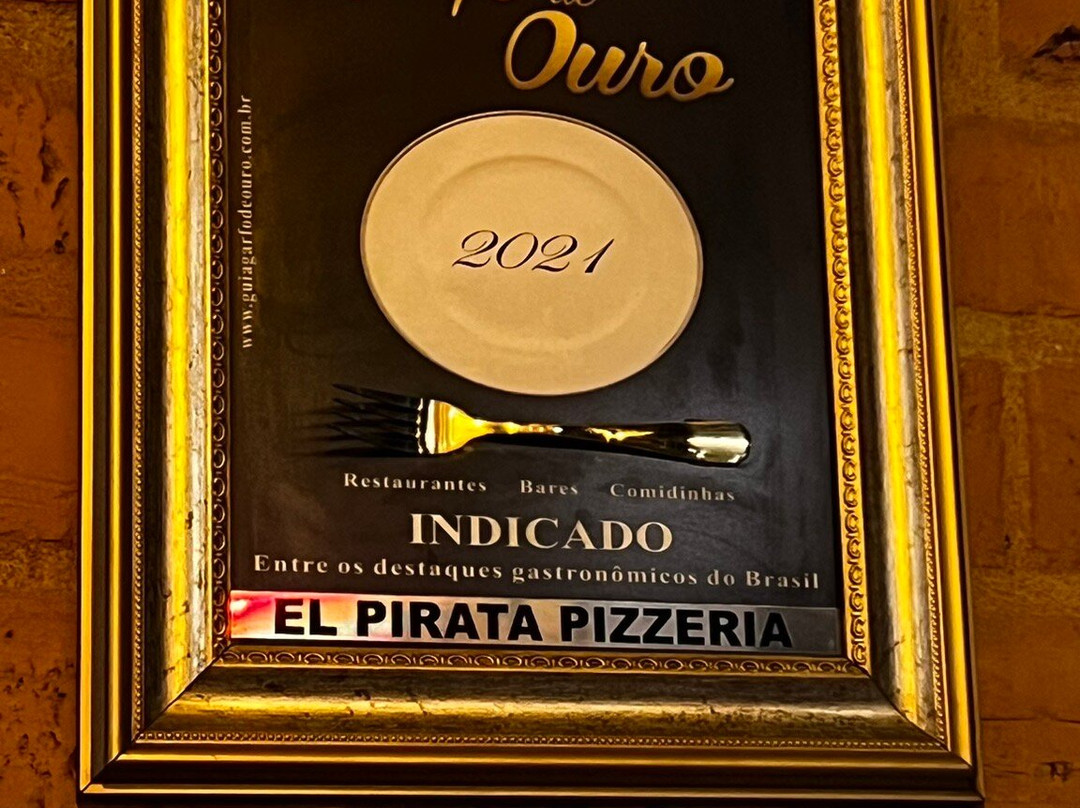 de
Ouro
www.guiagarfodeouro.com.br
2021
Restaurantes Bares Comidinhas
INDICADO
Entre os destaques gastronômicos do Brasil
EL PIRATA PIZZERIA